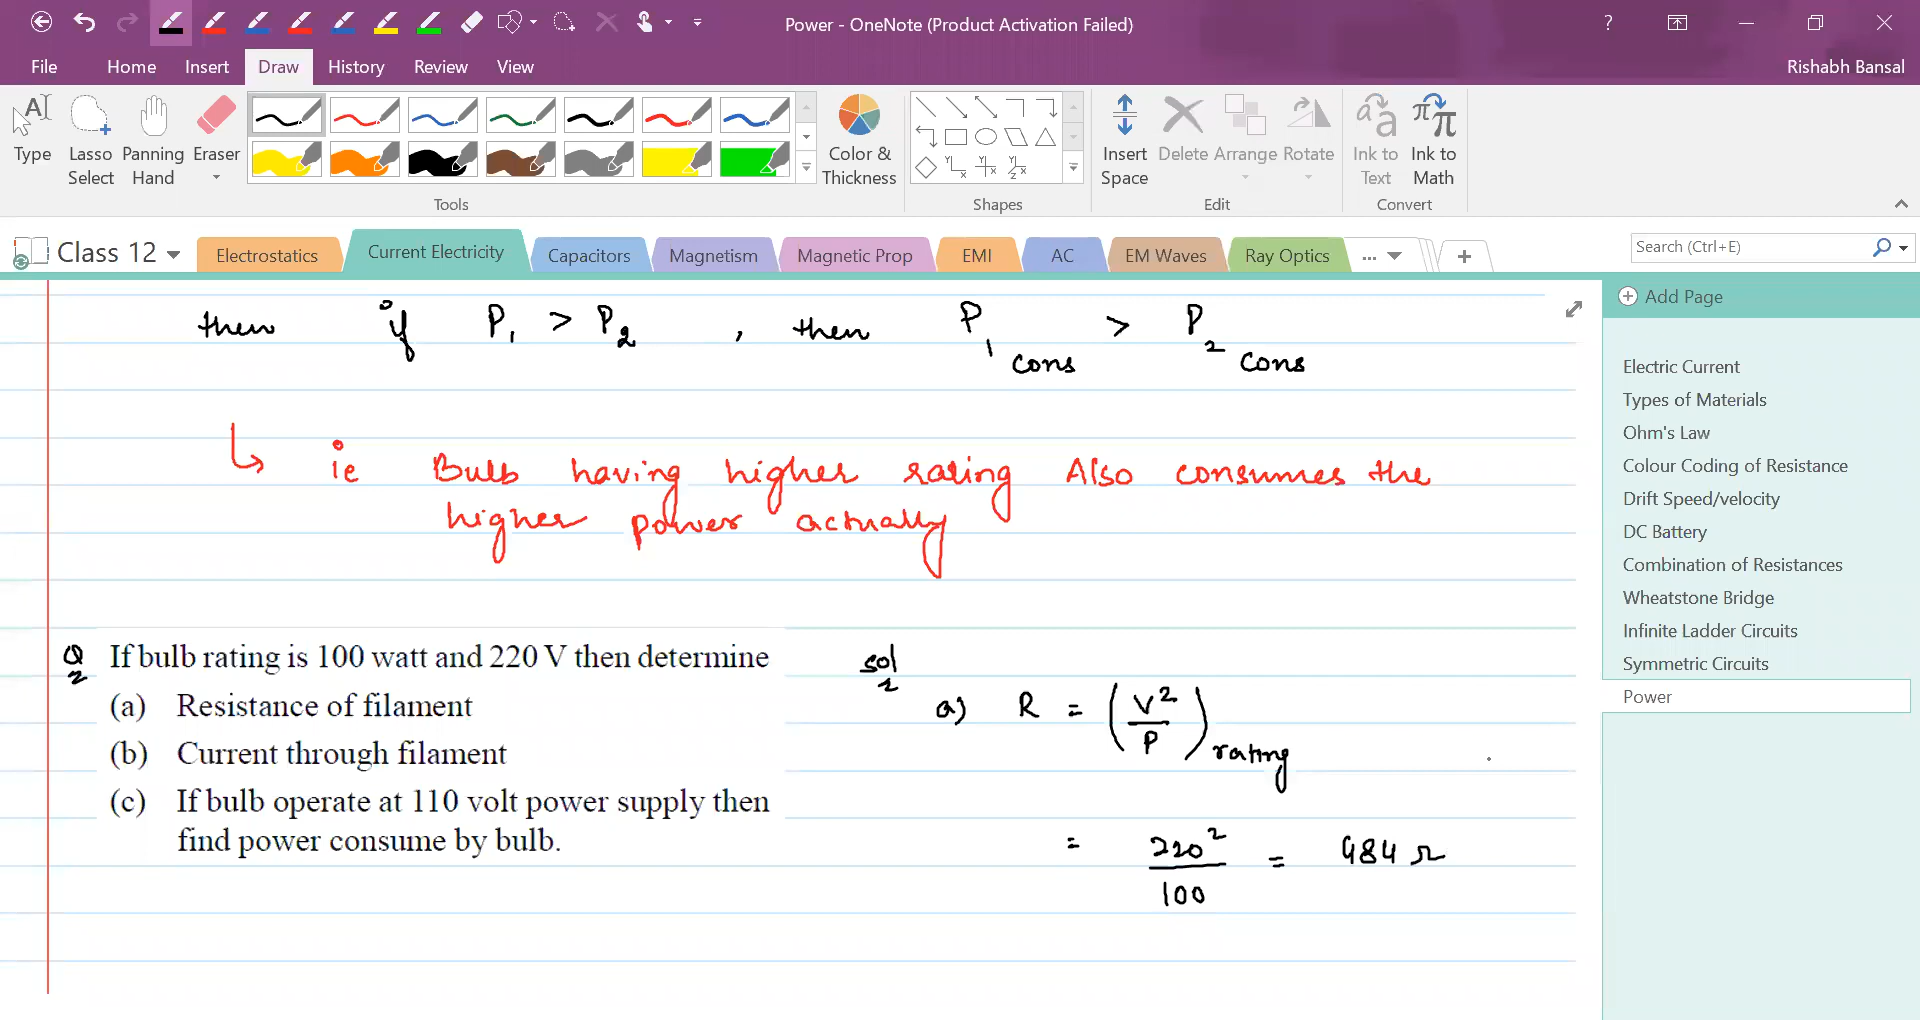 Power - OneNote (Product Activation Failed)
?
File Home Insert Draw History Review View
Rishabh Bansal
Type
Lasso Select
Panning Hand
Eraser
Color & Thickness
Insert Space
Delete
Arrange
Rotate
Ink to Text
Ink to Math
Tools
Shapes
Edit
Convert
Class 12
Electrostatics
Current Electricity
Capacitors
Magnetism
Magnetic Prop
EMI
AC
EM Waves
Ray Optics
...
Search (Ctrl+E)
then if P₁ > P₂ , then P₁ cons > P₂ cons
↳ ie Bulb having higher rating Also consumes the
higher power actually
Q If bulb rating is 100 watt and 220 V then determine
(a) Resistance of filament
(b) Current through filament
(c) If bulb operate at 110 volt power supply then
find power consume by bulb.
sol
a) R = (V²/P) rating
= 220²/100 = 484 Ω
Add Page
Electric Current
Types of Materials
Ohm's Law
Colour Coding of Resistance
Drift Speed/velocity
DC Battery
Combination of Resistances
Wheatstone Bridge
Infinite Ladder Circuits
Symmetric Circuits
Power